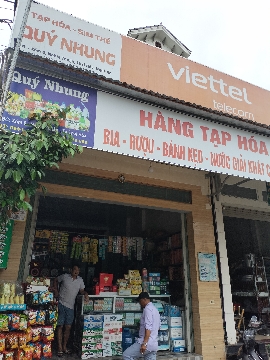 TẠP HÓA - SIM THẺ
QUÝ NHUNG
viettel
telecom
Quý Nhung
HÀNG TẠP HÓA
BIA - RƯỢU - BÁNH KẸO - NƯỚC GIẢI KHÁT C
viettel